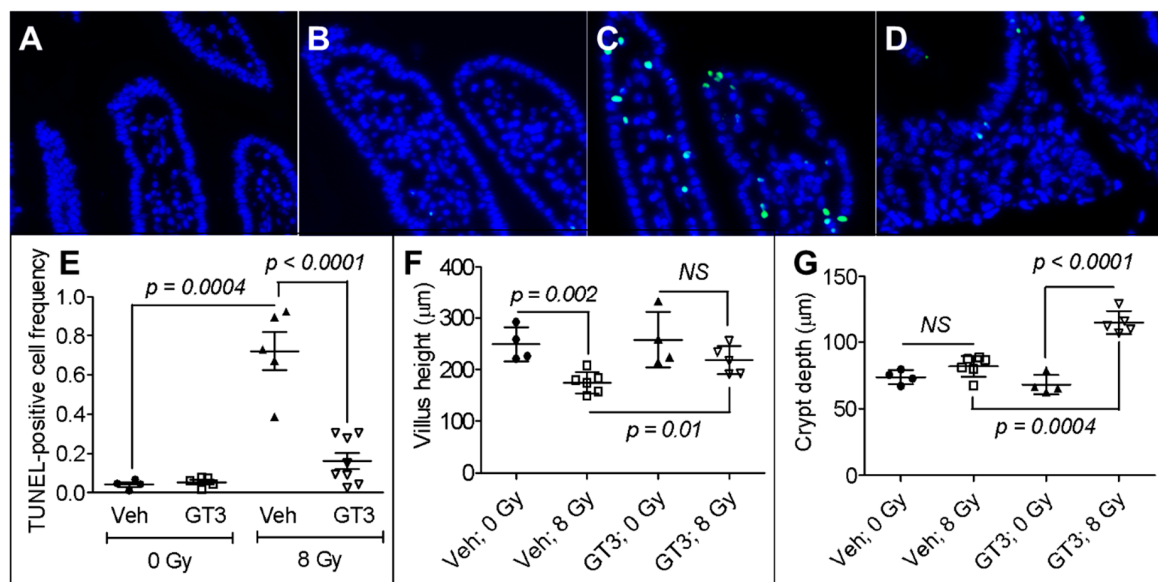 A
B
C
D
E
p < 0.0001
p = 0.0004
TUNEL-positive cell frequency
1.0
0.8
0.6
0.4
0.2
0.0
Veh
GT3
Veh
GT3
0 Gy
8 Gy
F
Villus height (μm)
400
300
200
100
0
p = 0.002
NS
p = 0.01
Veh; 0 Gy
Veh; 8 Gy
GT3; 0 Gy
GT3; 8 Gy
G
Crypt depth (μm)
150
100
50
0
p < 0.0001
NS
p = 0.0004
Veh; 0 Gy
Veh; 8 Gy
GT3; 0 Gy
GT3; 8 Gy